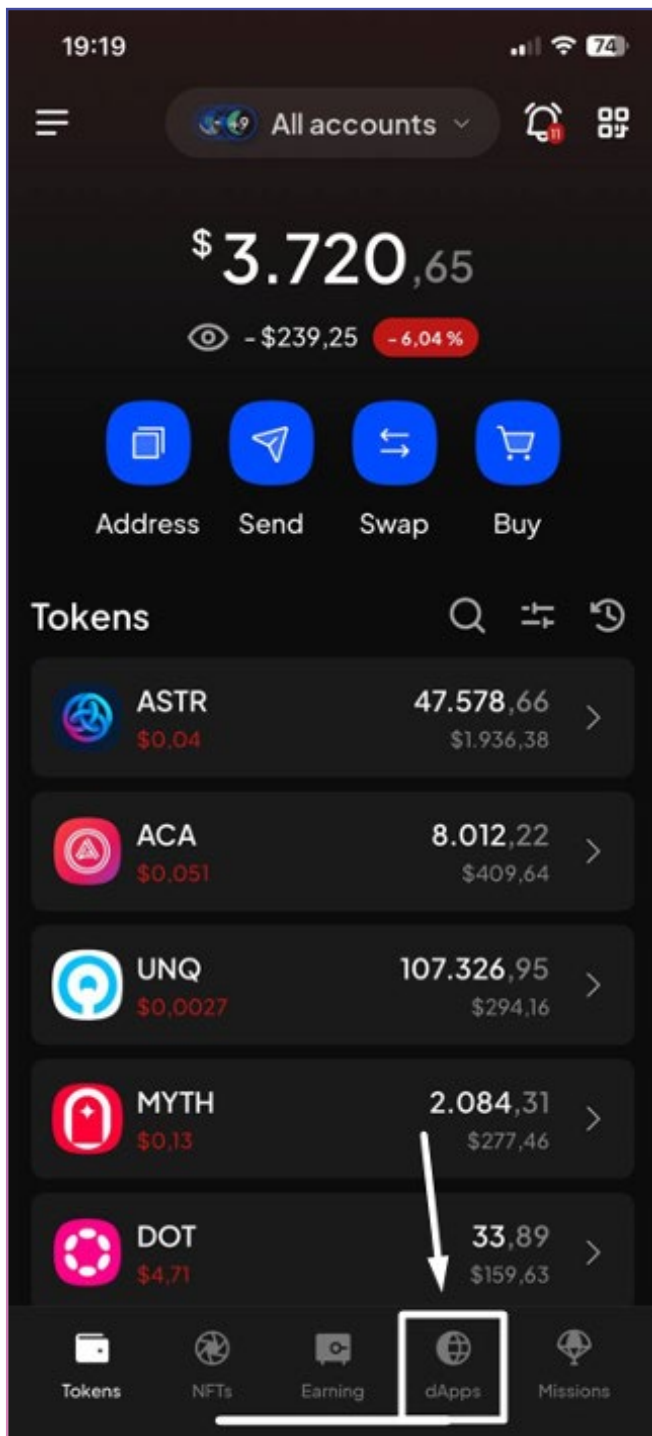 19:19
74
All accounts
+9
11
$3.720,65
-$239,25 -6,04%
Address Send Swap Buy
Tokens
ASTR 47.578,66
$0,04 $1.936,38
ACA 8.012,22
$0,051 $409,64
UNQ 107.326,95
$0,0027 $294,16
MYTH 2.084,31
$0,13 $277,46
DOT 33,89
$4,71 $159,63
Tokens NFTs Earning dApps Missions